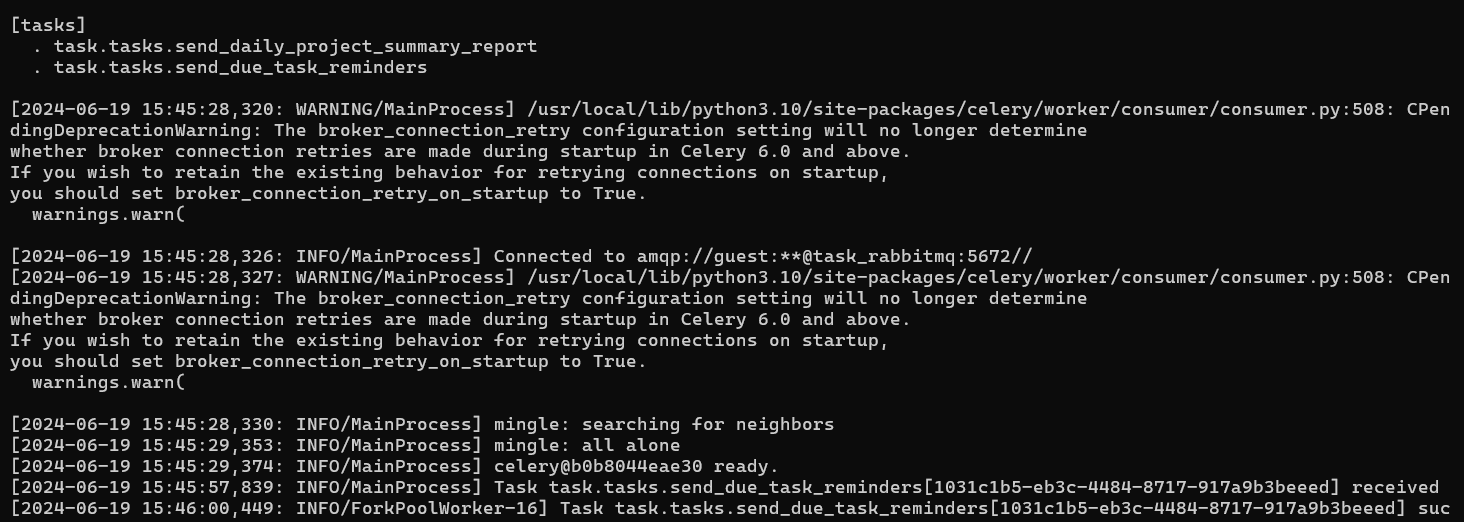 [tasks]
  . task.tasks.send_daily_project_summary_report
  . task.tasks.send_due_task_reminders
[2024-06-19 15:45:28,320: WARNING/MainProcess] /usr/local/lib/python3.10/site-packages/celery/worker/consumer/consumer.py:508: CPen
dingDeprecationWarning: The broker_connection_retry configuration setting will no longer determine
whether broker connection retries are made during startup in Celery 6.0 and above.
If you wish to retain the existing behavior for retrying connections on startup,
you should set broker_connection_retry_on_startup to True.
  warnings.warn(
[2024-06-19 15:45:28,326: INFO/MainProcess] Connected to amqp://guest:**@task_rabbitmq:5672//
[2024-06-19 15:45:28,327: WARNING/MainProcess] /usr/local/lib/python3.10/site-packages/celery/worker/consumer/consumer.py:508: CPen
dingDeprecationWarning: The broker_connection_retry configuration setting will no longer determine
whether broker connection retries are made during startup in Celery 6.0 and above.
If you wish to retain the existing behavior for retrying connections on startup,
you should set broker_connection_retry_on_startup to True.
  warnings.warn(
[2024-06-19 15:45:28,330: INFO/MainProcess] mingle: searching for neighbors
[2024-06-19 15:45:29,353: INFO/MainProcess] mingle: all alone
[2024-06-19 15:45:29,374: INFO/MainProcess] celery@b0b8044eae30 ready.
[2024-06-19 15:45:57,839: INFO/MainProcess] Task task.tasks.send_due_task_reminders[1031c1b5-eb3c-4484-8717-917a9b3beeed] received
[2024-06-19 15:46:00,449: INFO/ForkPoolWorker-16] Task task.tasks.send_due_task_reminders[1031c1b5-eb3c-4484-8717-917a9b3beeed] suc